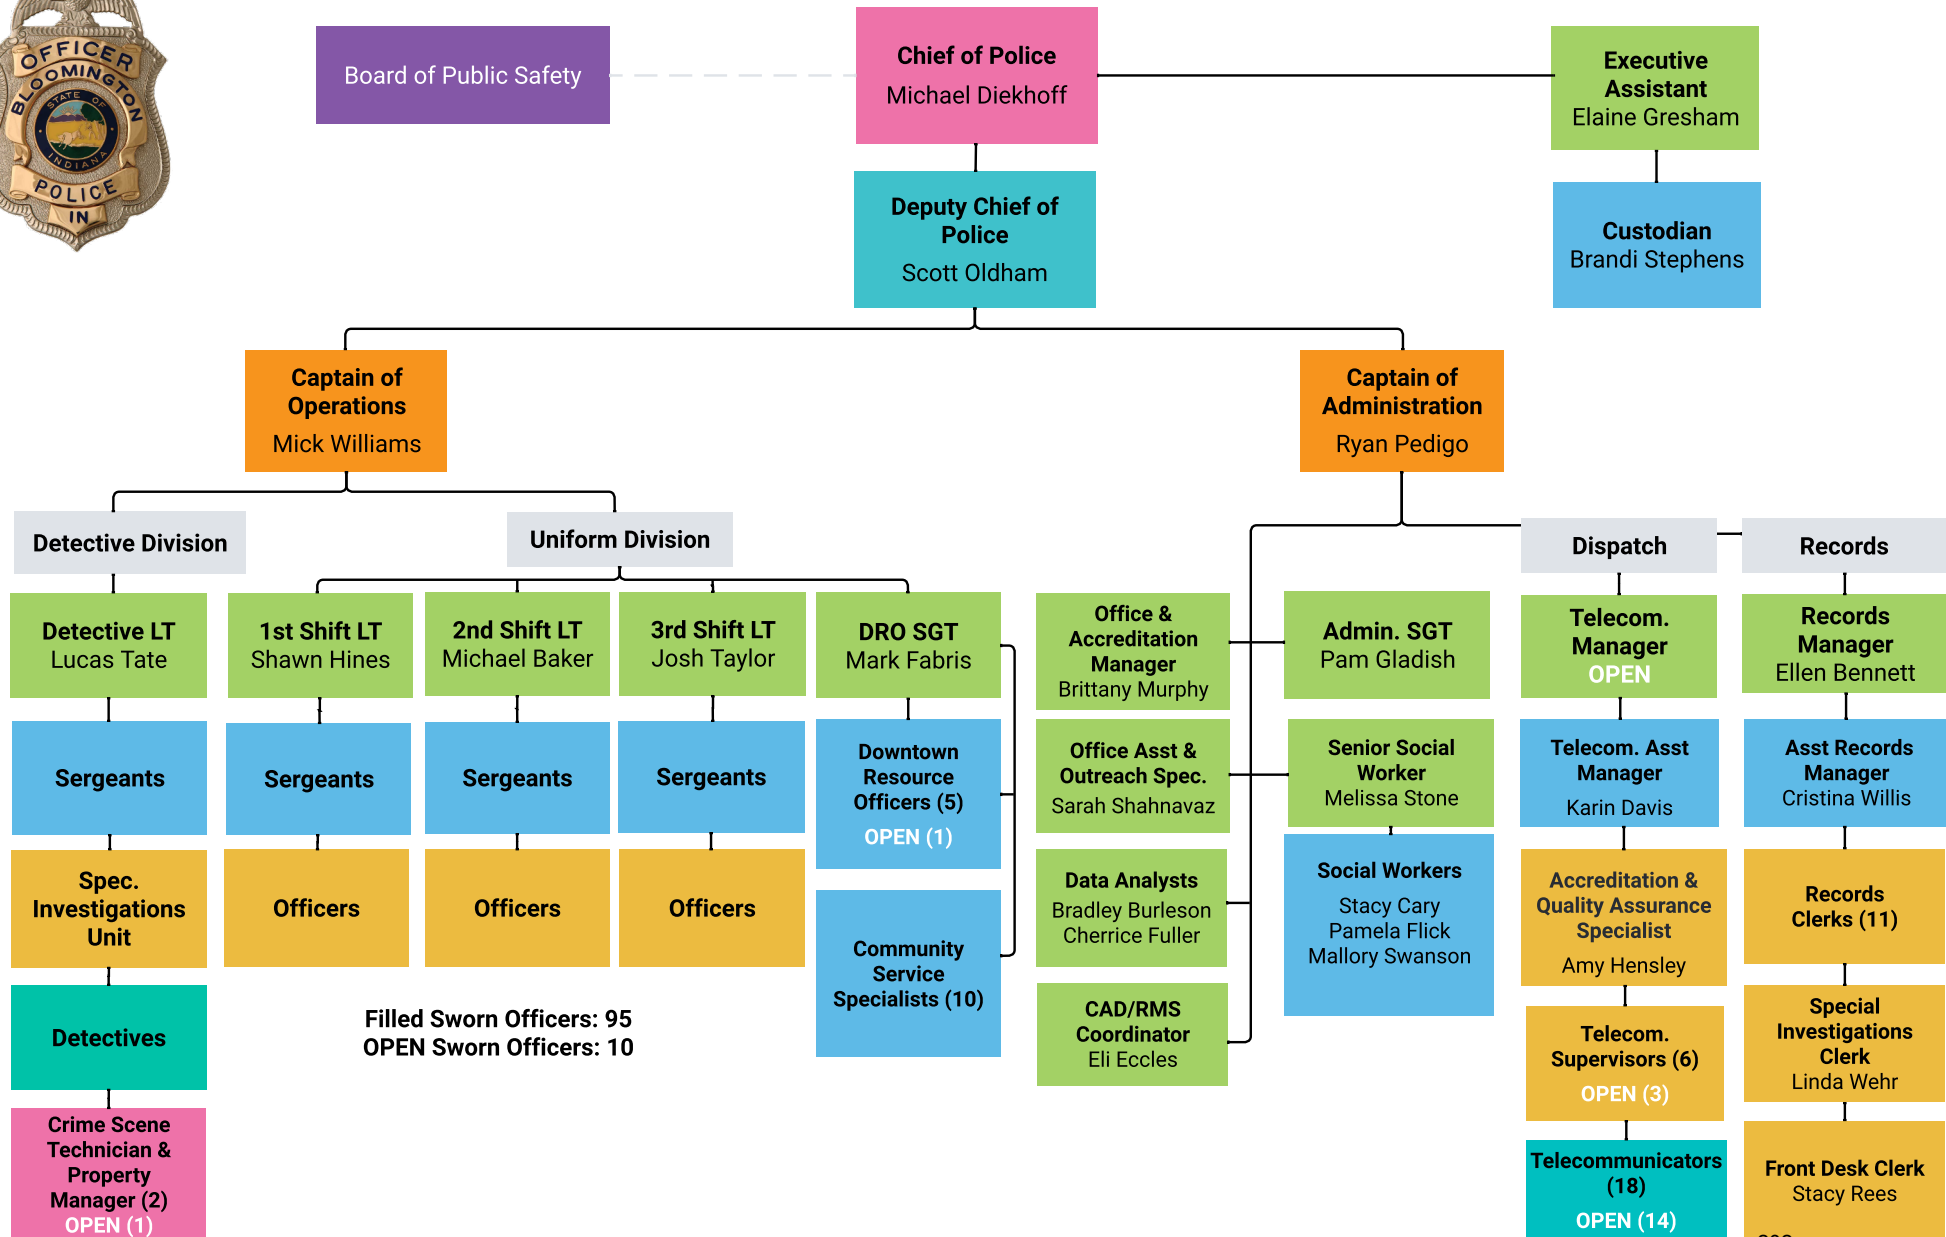 OFFICER
BLOOMINGTON
STATE OF
INDIANA
POLICE
IN
Board of Public Safety
Chief of Police
Michael Diekhoff
Executive
Assistant
Elaine Gresham
Deputy Chief of
Police
Scott Oldham
Custodian
Brandi Stephens
Captain of
Operations
Mick Williams
Captain of
Administration
Ryan Pedigo
Detective Division
Uniform Division
Dispatch
Records
Detective LT
Lucas Tate
1st Shift LT
Shawn Hines
2nd Shift LT
Michael Baker
3rd Shift LT
Josh Taylor
DRO SGT
Mark Fabris
Office &
Accreditation
Manager
Brittany Murphy
Admin. SGT
Pam Gladish
Telecom.
Manager
OPEN
Records
Manager
Ellen Bennett
Sergeants
Sergeants
Sergeants
Sergeants
Downtown
Resource
Officers (5)
OPEN (1)
Office Asst &
Outreach Spec.
Sarah Shahnavaz
Senior Social
Worker
Melissa Stone
Telecom. Asst
Manager
Karin Davis
Asst Records
Manager
Cristina Willis
Spec.
Investigations
Unit
Officers
Officers
Officers
Community
Service
Specialists (10)
Data Analysts
Bradley Burleson
Cherrice Fuller
Social Workers
Stacy Cary
Pamela Flick
Mallory Swanson
Accreditation &
Quality Assurance
Specialist
Amy Hensley
Records
Clerks (11)
Detectives
Filled Sworn Officers: 95
OPEN Sworn Officers: 10
CAD/RMS
Coordinator
Eli Eccles
Telecom.
Supervisors (6)
OPEN (3)
Special
Investigations
Clerk
Linda Wehr
Crime Scene
Technician &
Property
Manager (2)
OPEN (1)
Telecommunicators
(18)
OPEN (14)
Front Desk Clerk
Stacy Rees